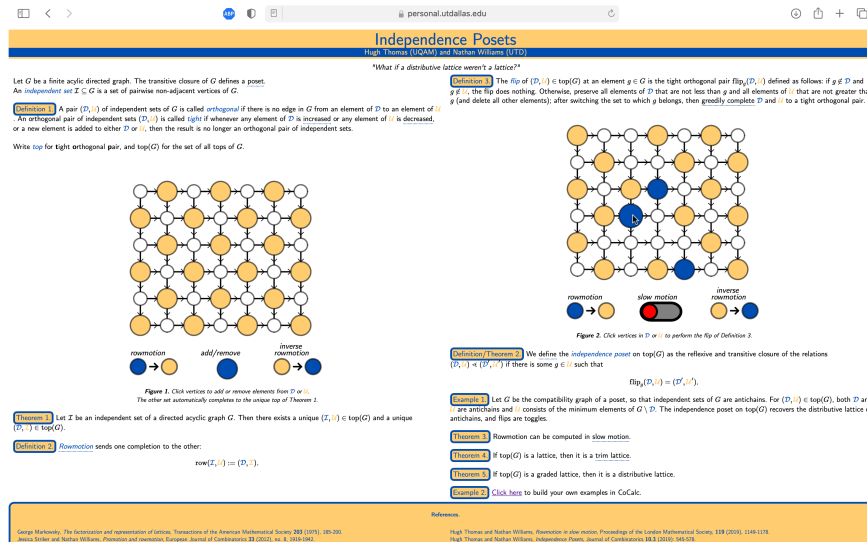 ABP
personal.utdallas.edu
Independence Posets
Hugh Thomas (UQAM) and Nathan Williams (UTD)
"What if a distributive lattice weren't a lattice?"
Let G be a finite acylic directed graph. The transitive closure of G defines a poset.
An independent set I ⊆ G is a set of pairwise non-adjacent vertices of G.
Definition 1. A pair (D,U) of independent sets of G is called orthogonal if there is no edge in G from an element of D to an element of U
. An orthogonal pair of independent sets (D,U) is called tight if whenever any element of D is increased or any element of U is decreased,
or a new element is added to either D or U, then the result is no longer an orthogonal pair of independent sets.
Write top for tight orthogonal pair, and top(G) for the set of all tops of G.
rowmotion
add/remove
inverse
rowmotion
Figure 1. Click vertices to add or remove elements from D or U.
The other set automatically completes to the unique top of Theorem 1.
Theorem 1. Let I be an independent set of a directed acyclic graph G. Then there exists a unique (I,U) ∈ top(G) and a unique
(D,I) ∈ top(G).
Definition 2. Rowmotion sends one completion to the other:
row(I,U) := (D,I).
Definition 3. The flip of (D,U) ∈ top(G) at an element g ∈ G is the tight orthogonal pair flip_g(D,U) defined as follows: if g ∉ D and
g ∉ U, the flip does nothing. Otherwise, preserve all elements of D that are not less than g and all elements of U that are not greater tha
g (and delete all other elements); after switching the set to which g belongs, then greedily complete D and U to a tight orthogonal pair.
rowmotion
slow motion
inverse
rowmotion
Figure 2. Click vertices in D or U to perform the flip of Definition 3.
Definition/Theorem 2. We define the independence poset on top(G) as the reflexive and transitive closure of the relations
(D,U) ⋖ (D′,U′) if there is some g ∈ U such that
flip_g(D,U) = (D′,U′).
Example 1. Let G be the compatibility graph of a poset, so that independent sets of G are antichains. For (D,U) ∈ top(G), both D an
U are antichains and U consists of the minimum elements of G \ D. The independence poset on top(G) recovers the distributive lattice
antichains, and flips are toggles.
Theorem 3. Rowmotion can be computed in slow motion.
Theorem 4. If top(G) is a lattice, then it is a trim lattice.
Theorem 5. If top(G) is a graded lattice, then it is a distributive lattice.
Example 2. Click here to build your own examples in CoCalc.
References.
George Markowsky, The factorization and representation of lattices, Transactions of the American Mathematical Society 203 (1975), 185-200.
Jessica Striker and Nathan Williams, Promotion and rowmotion, European Journal of Combinatorics 33 (2012), no. 8, 1919-1942.
Hugh Thomas and Nathan Williams, Rowmotion in slow motion, Proceedings of the London Mathematical Society, 119 (2019), 1149-1178.
Hugh Thomas and Nathan Williams, Independence Posets, Journal of Combinatorics 10.3 (2019): 545-578.